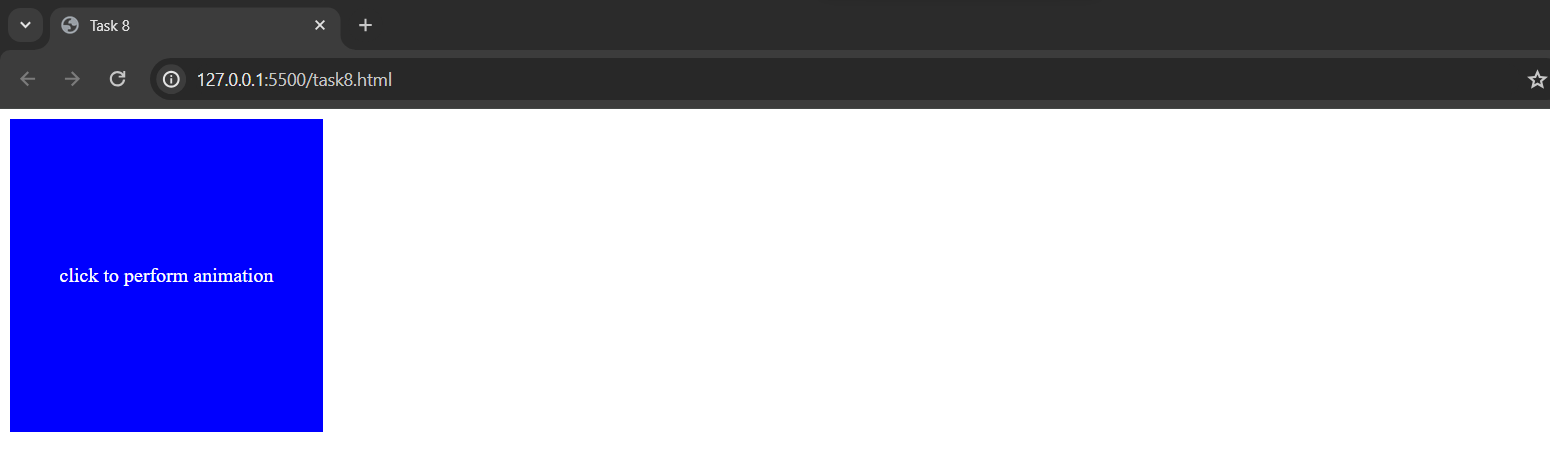 Task 8
127.0.0.1:5500/task8.html
click to perform animation